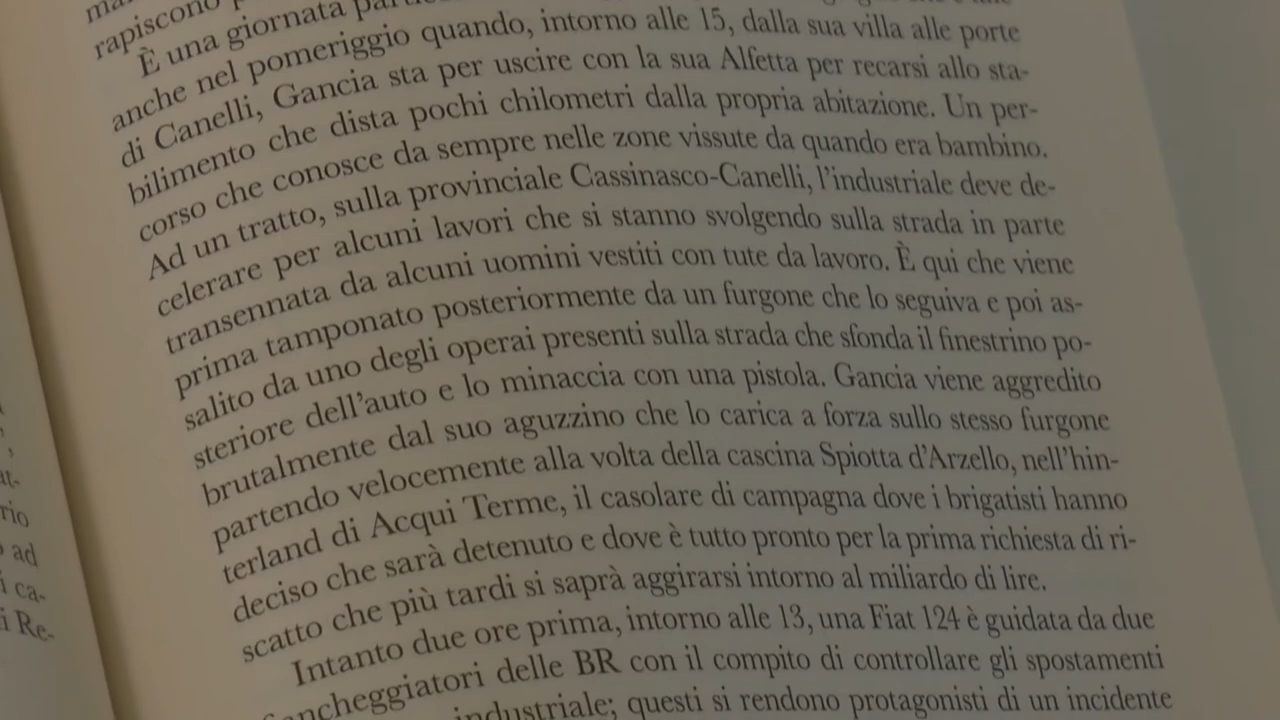 rapiscono
È una giornata
anche nel pomeriggio quando, intorno alle 15, dalla sua villa alle porte
di Canelli, Gancia sta per uscire con la sua Alfetta per recarsi allo sta-
bilimento che dista pochi chilometri dalla propria abitazione. Un per-
corso che conosce da sempre nelle zone vissute da quando era bambino.
Ad un tratto, sulla provinciale Cassinasco-Canelli, l'industriale deve de-
celerare per alcuni lavori che si stanno svolgendo sulla strada in parte
transennata da alcuni uomini vestiti con tute da lavoro. È qui che viene
prima tamponato posteriormente da un furgone che lo seguiva e poi as-
salito da uno degli operai presenti sulla strada che sfonda il finestrino po-
steriore dell'auto e lo minaccia con una pistola. Gancia viene aggredito
brutalmente dal suo aguzzino che lo carica a forza sullo stesso furgone
partendo velocemente alla volta della cascina Spiotta d'Arzello, nell'hin-
terland di Acqui Terme, il casolare di campagna dove i brigatisti hanno
deciso che sarà detenuto e dove è tutto pronto per la prima richiesta di ri-
scatto che più tardi si saprà aggirarsi intorno al miliardo di lire.
Intanto due ore prima, intorno alle 13, una Fiat 124 è guidata da due
ancheggiatori delle BR con il compito di controllare gli spostamenti
industriale; questi si rendono protagonisti di un incidente
at-
rio
ad
i ca-
i Re-